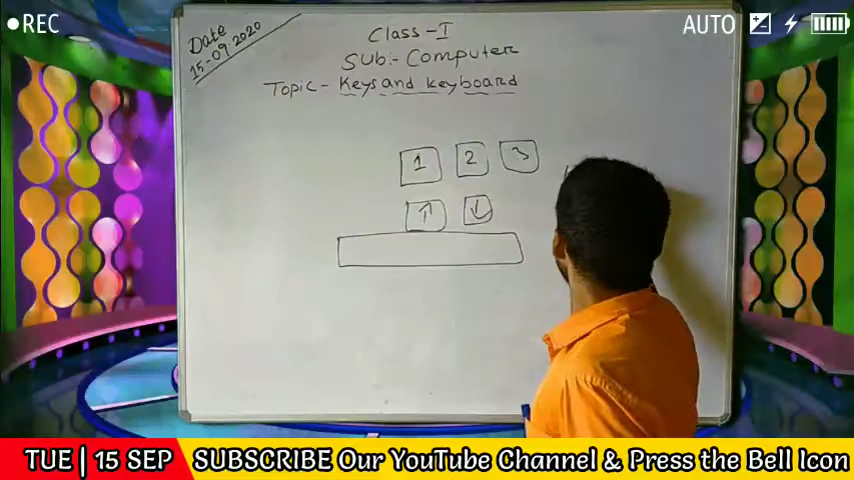 REC
AUTO
Date
15-09-2020
Class - I
Sub:- Computer
Topic - Keys and keyboard
1 2 3
↑ ↓
TUE | 15 SEP SUBSCRIBE Our YouTube Channel & Press the Bell Icon